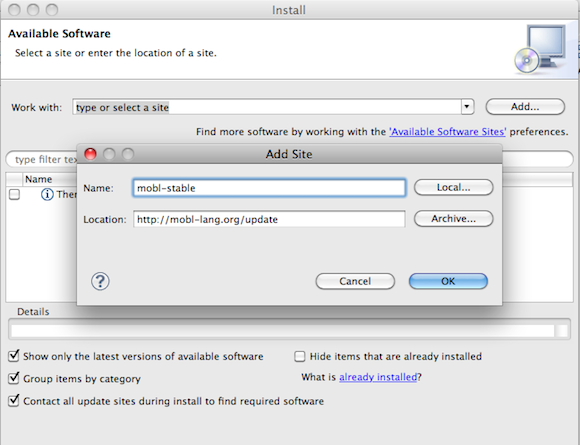 Install
Available Software
Select a site or enter the location of a site.
Work with: type or select a site Add...
Find more software by working with the 'Available Software Sites' preferences.
type filter tex
Add Site
Name
Name: mobl-stable Local...
Ther
Location: http://mobl-lang.org/update Archive...
? Cancel OK
Details
Show only the latest versions of available software Hide items that are already installed
Group items by category What is already installed?
Contact all update sites during install to find required software